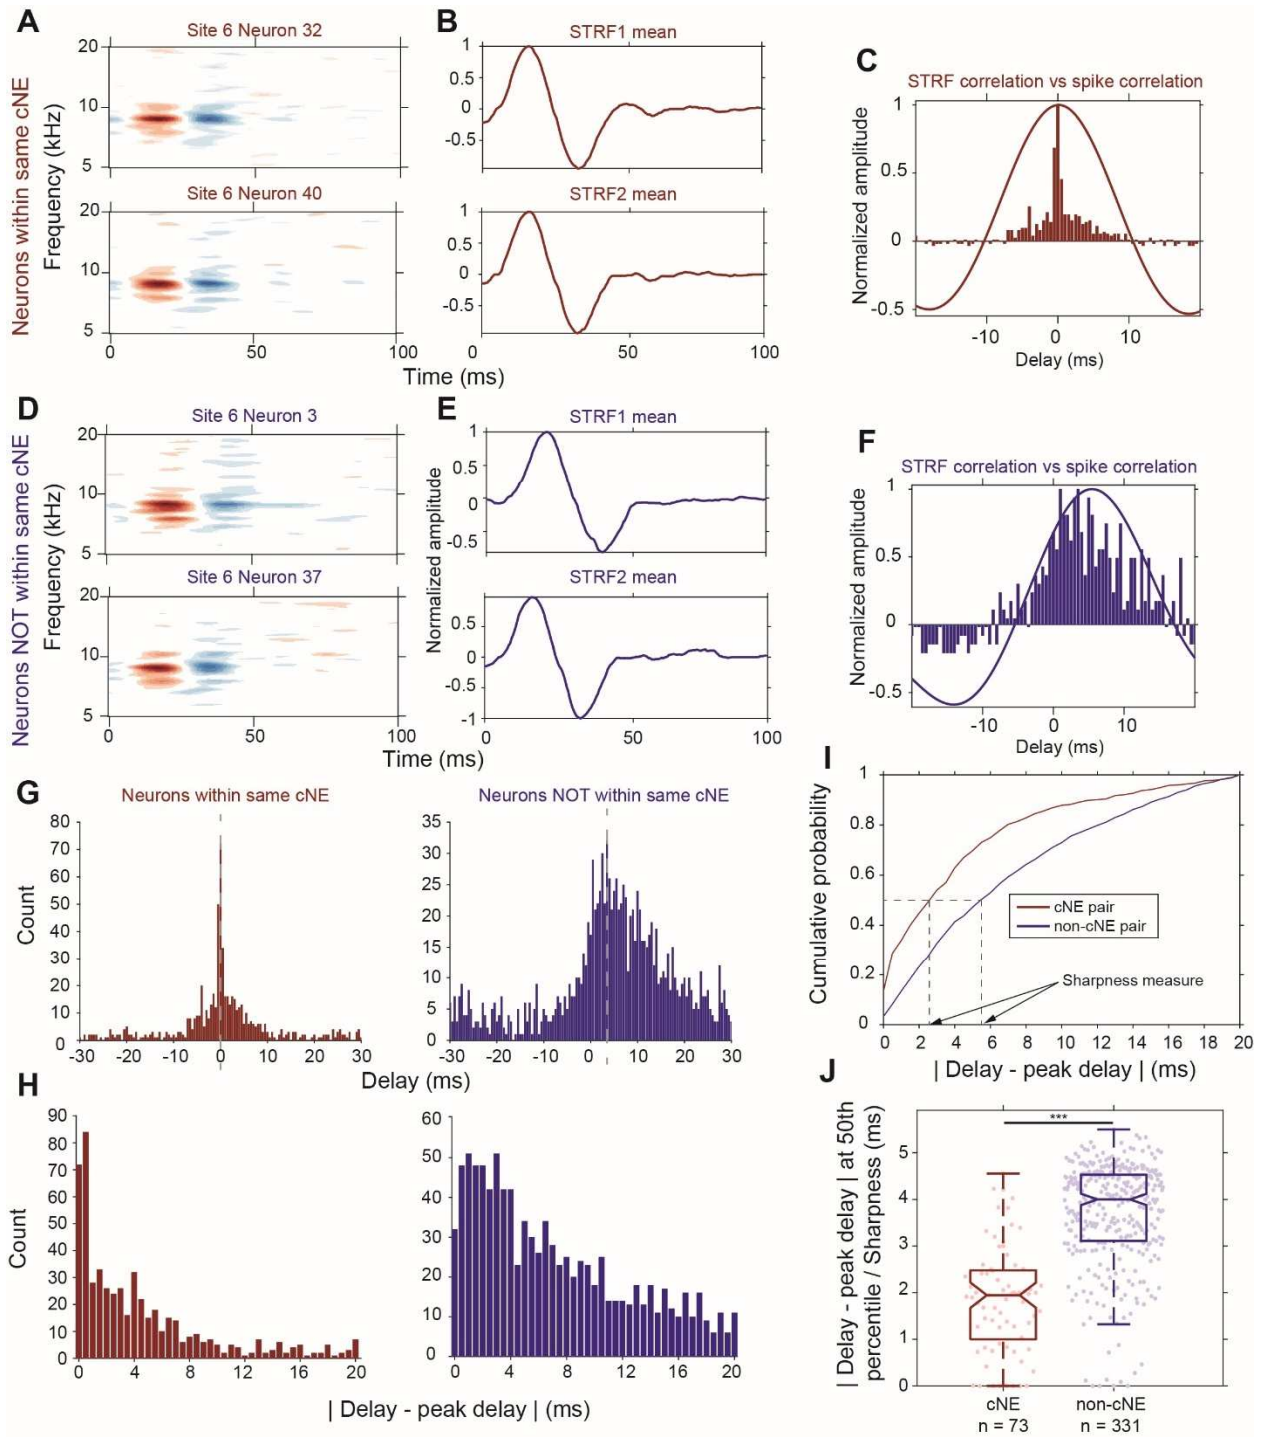 A
Site 6 Neuron 32
20
10
5
Site 6 Neuron 40
20
10
5
0
50
100
Neurons within same cNE
Frequency (kHz)
Time (ms)
B
STRF1 mean
1
0.5
0
-0.5
STRF2 mean
1
0.5
0
-0.5
0
50
100
C
STRF correlation vs spike correlation
1
0.5
0
-0.5
-10
0
10
Normalized amplitude
Delay (ms)
D
Site 6 Neuron 3
20
10
5
Site 6 Neuron 37
20
10
5
0
50
100
Neurons NOT within same cNE
Frequency (kHz)
Frequency (kHz)
Time (ms)
E
STRF1 mean
1
0.5
0
-0.5
STRF2 mean
0.5
0
-0.5
-1
0
50
100
Normalized amplitude
F
STRF correlation vs spike correlation
1
0.5
0
-0.5
-10
0
10
Normalized amplitude
Delay (ms)
G
Neurons within same cNE
80
70
60
50
40
30
20
10
0
-30
-20
-10
0
10
20
30
Count
Neurons NOT within same cNE
35
30
25
20
15
10
5
0
-30
-20
-10
0
10
20
30
Delay (ms)
H
90
80
70
60
50
40
30
20
10
0
0
4
8
12
16
20
Count
60
50
40
30
20
10
0
0
4
8
12
16
20
| Delay - peak delay | (ms)
I
1
0.8
0.6
0.4
0.2
0
0
2
4
6
8
10
12
14
16
18
20
Cumulative probability
cNE pair
non-cNE pair
Sharpness measure
| Delay - peak delay | (ms)
J
| Delay - peak delay | at 50th
percentile / Sharpness (ms)
5
4
3
2
1
0
***
cNE
n = 73
non-cNE
n = 331